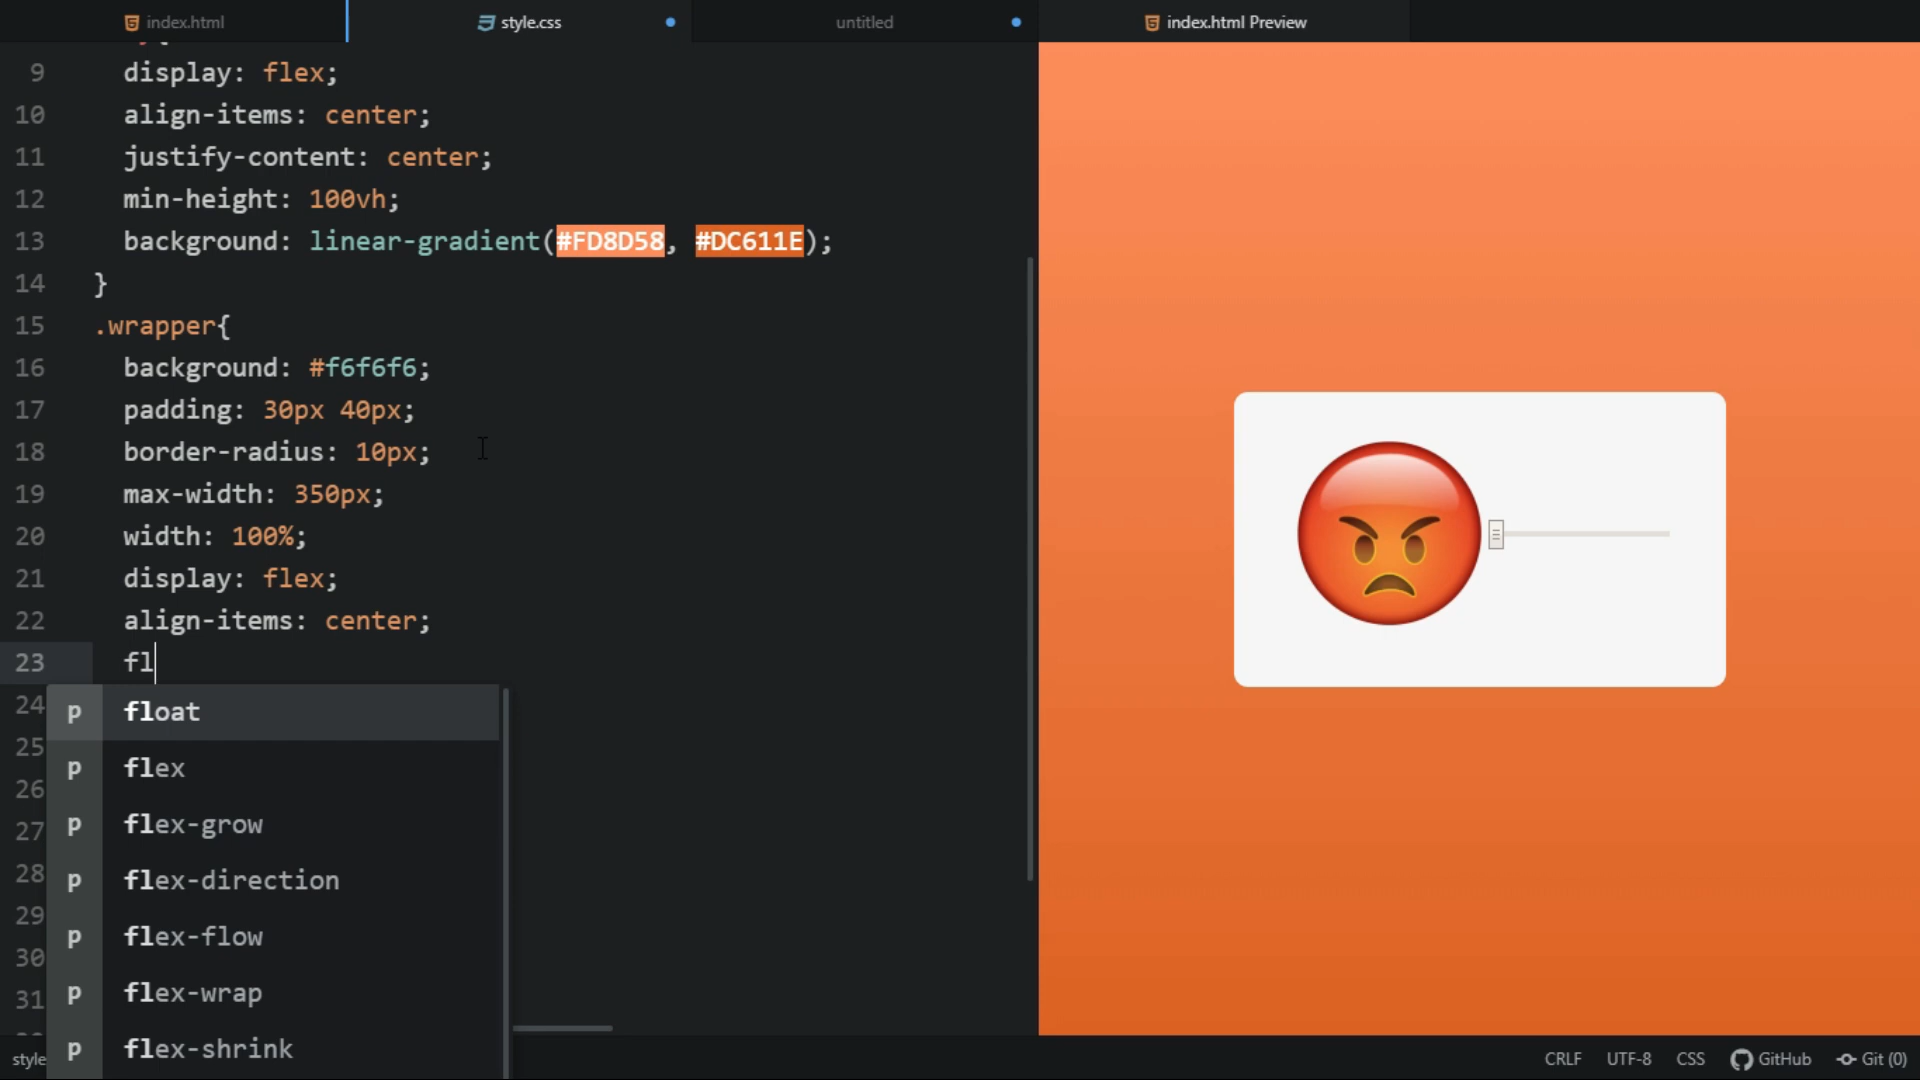 index.html
style.css
untitled
index.html Preview
9 display: flex;
10 align-items: center;
11 justify-content: center;
12 min-height: 100vh;
13 background: linear-gradient(#FD8D58, #DC611E);
14 }
15 .wrapper{
16 background: #f6f6f6;
17 padding: 30px 40px;
18 border-radius: 10px;
19 max-width: 350px;
20 width: 100%;
21 display: flex;
22 align-items: center;
23 fl
24
p float
25
p flex
26
27
p flex-grow
28
p flex-direction
29
p flex-flow
30
31
p flex-wrap
p flex-shrink
style
CRLF
UTF-8
CSS
GitHub
Git (0)